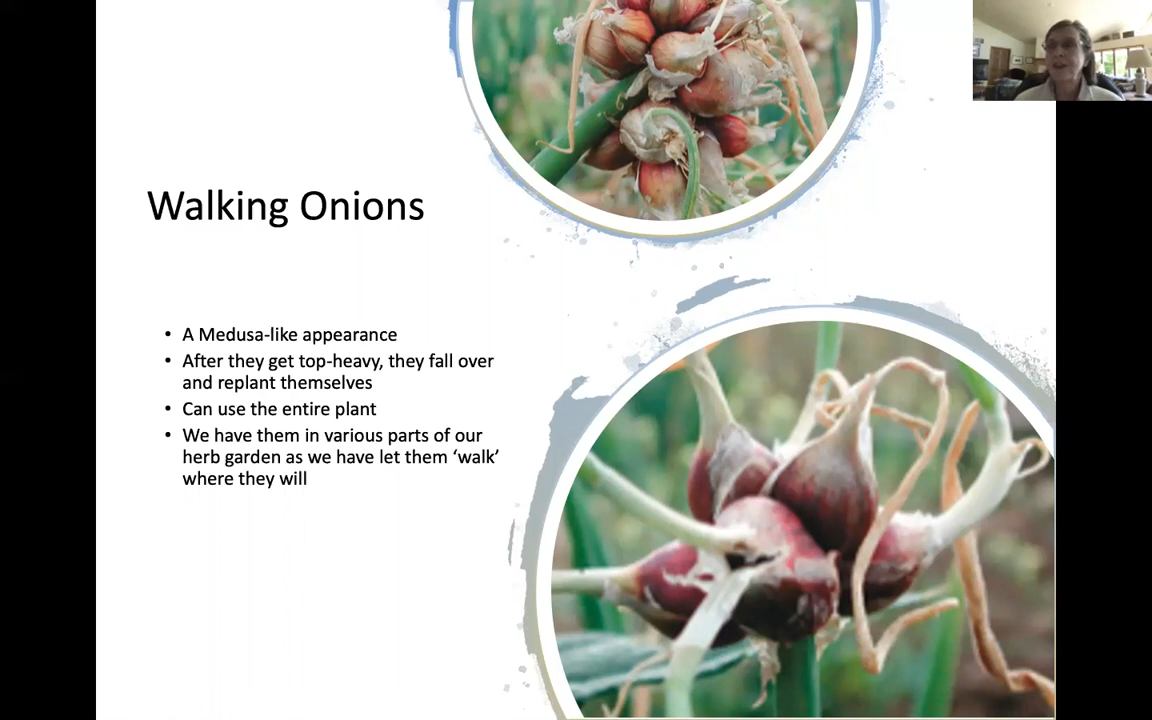 Walking Onions
• A Medusa-like appearance
• After they get top-heavy, they fall over
and replant themselves
• Can use the entire plant
• We have them in various parts of our
herb garden as we have let them ‘walk’
where they will